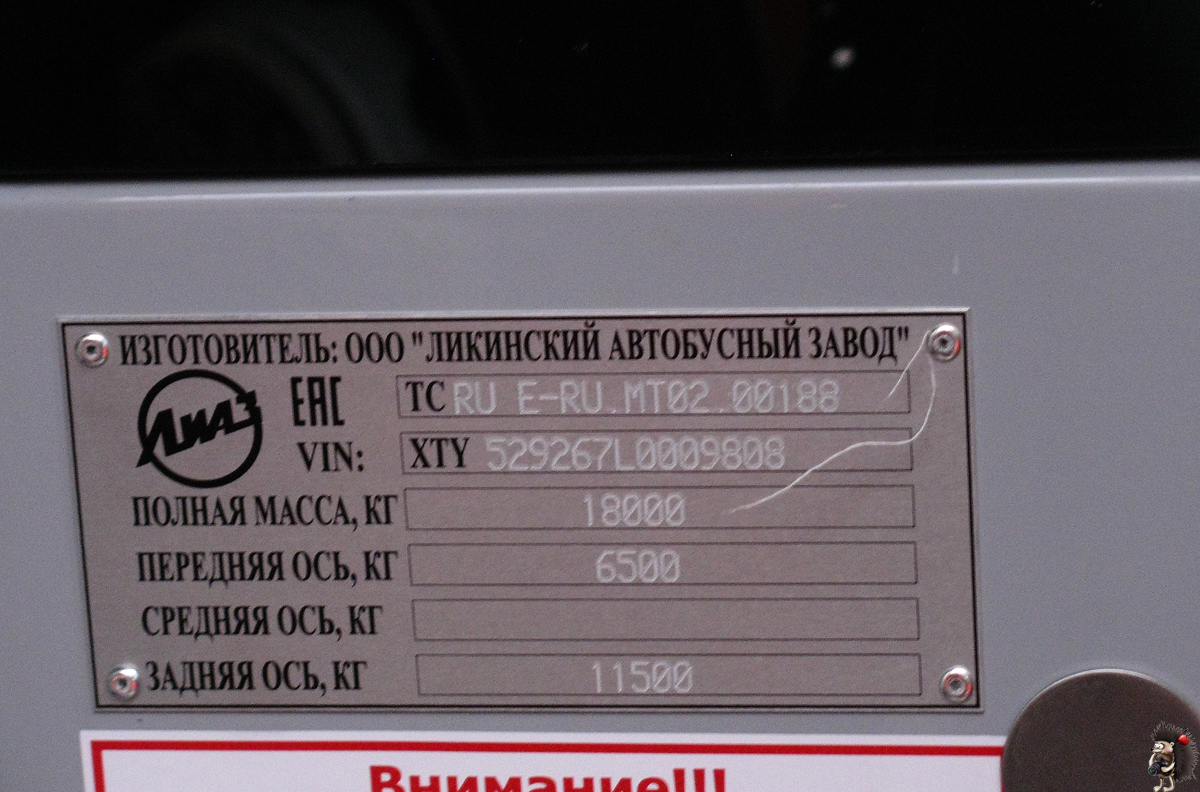 ИЗГОТОВИТЕЛЬ: ООО "ЛИКИНСКИЙ АВТОБУСНЫЙ ЗАВОД"
ЛИАЗ EAC ТС RU E-RU.MT02.00188
VIN: XTY 529267L0009808
ПОЛНАЯ МАССА, КГ 18000
ПЕРЕДНЯЯ ОСЬ, КГ 6500
СРЕДНЯЯ ОСЬ, КГ
ЗАДНЯЯ ОСЬ, КГ 11500
Внимание!!!